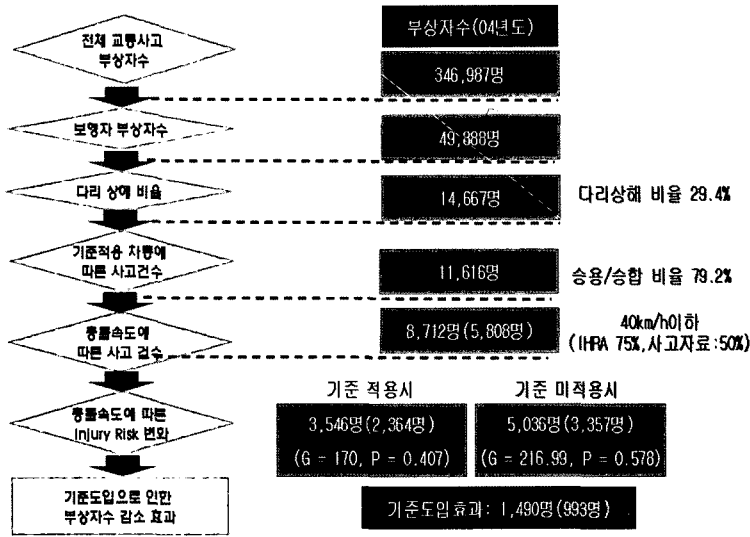 전체 교통사고
부상자수
부상자수(04년도)
346,987명
보행자 부상자수
49,888명
다리 상해 비율
14,667명
다리상해 비율 29.4%
기준적용 차종에
따른 사고건수
11,616명
승용/승합 비율 79.2%
충돌속도에
따른 사고 건수
8,712명(5,808명)
40km/h이하
(IHRA 75%,사고자료:50%)
기준 적용시
기준 미적용시
충돌속도에 따른
Injury Risk 변화
3,546명(2,364명)
(G = 170, P = 0.407)
5,036명(3,357명)
(G = 216.99, P = 0.578)
기준도입으로 인한
부상자수 감소 효과
기준도입효과: 1,490명(993명)